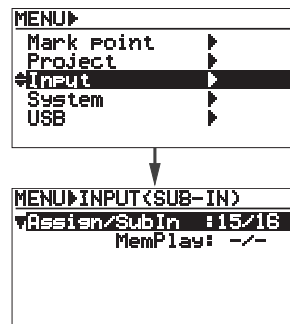 MENU▶
Mark point ▶
Project ▶
Input ▶
System ▶
USB ▶
MENU▶INPUT(SUB-IN)
Assign/SubIn :15/16
MemPlay: -/-